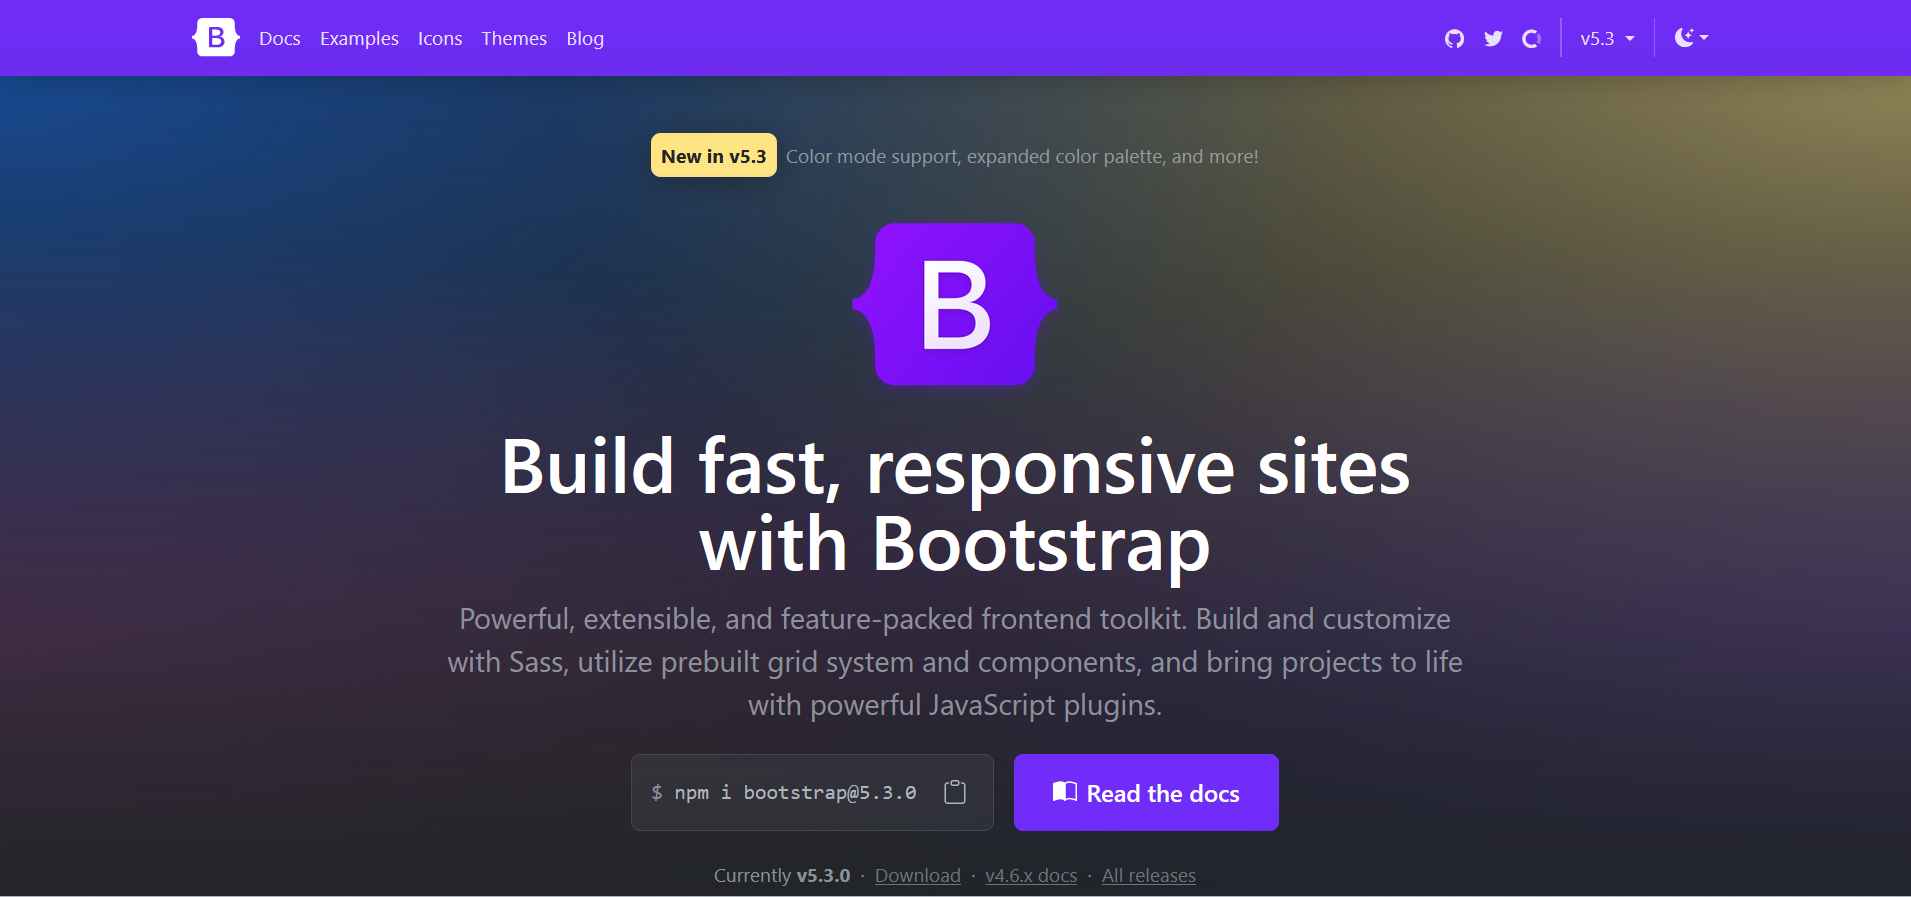 B Docs Examples Icons Themes Blog v5.3
New in v5.3 Color mode support, expanded color palette, and more!
B
Build fast, responsive sites
with Bootstrap
Powerful, extensible, and feature-packed frontend toolkit. Build and customize
with Sass, utilize prebuilt grid system and components, and bring projects to life
with powerful JavaScript plugins.
$ npm i bootstrap@5.3.0 Read the docs
Currently v5.3.0 · Download · v4.6.x docs · All releases